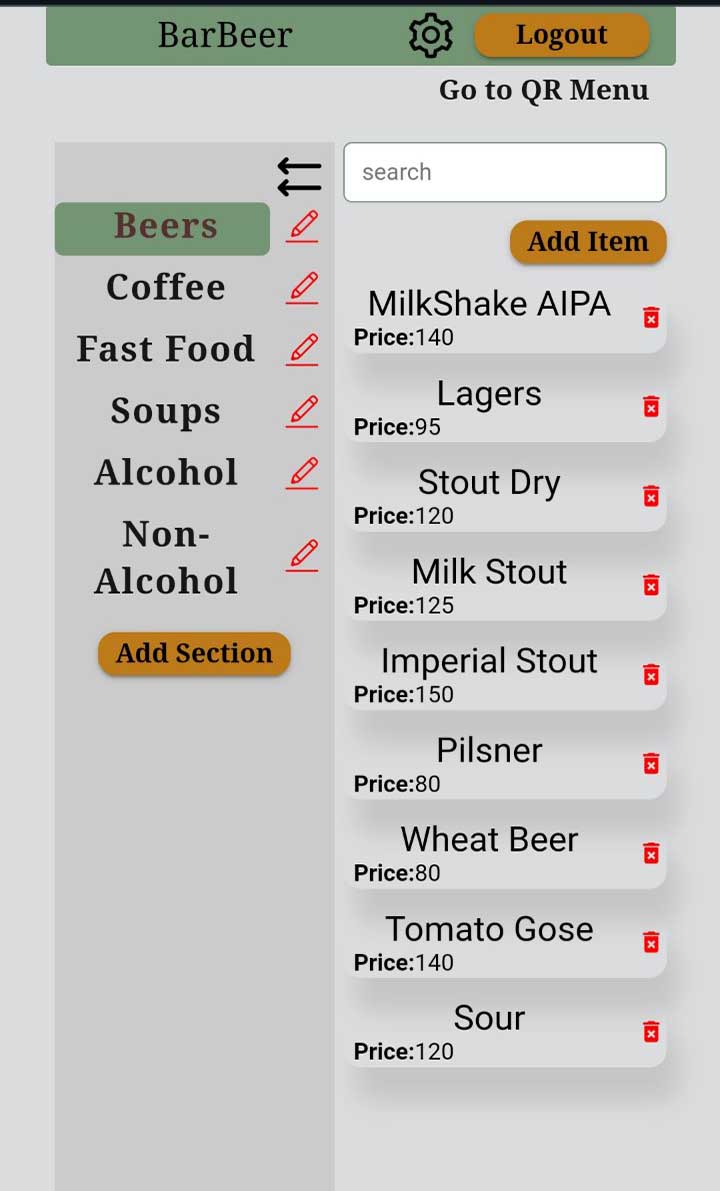 BarBeer
Logout
Go to QR Menu
Beers
Coffee
Fast Food
Soups
Alcohol
Non-
Alcohol
Add Section
search
Add Item
MilkShake AIPA
Price:140
Lagers
Price:95
Stout Dry
Price:120
Milk Stout
Price:125
Imperial Stout
Price:150
Pilsner
Price:80
Wheat Beer
Price:80
Tomato Gose
Price:140
Sour
Price:120